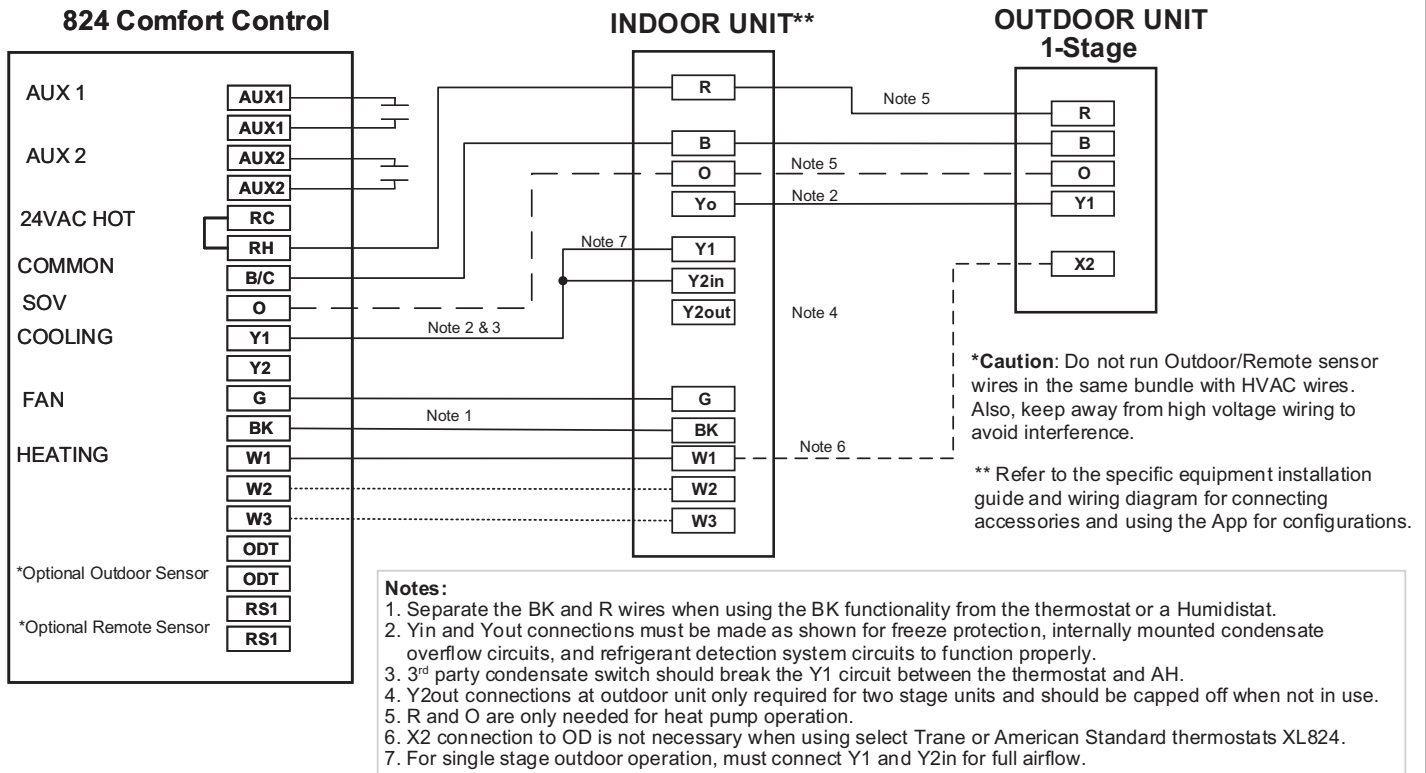 824 Comfort Control
INDOOR UNIT**
OUTDOOR UNIT
1-Stage
AUX 1
AUX1
AUX1
AUX 2
AUX2
AUX2
24VAC HOT
RC
RH
COMMON
B/C
SOV
O
COOLING
Y1
Y2
FAN
G
BK
HEATING
W1
W2
W3
ODT
*Optional Outdoor Sensor
ODT
RS1
*Optional Remote Sensor
RS1
Note 7
Note 2 & 3
Note 1
R
B
O
Yo
Y1
Y2in
Y2out
G
BK
W1
W2
W3
Note 5
Note 5
Note 2
Note 4
Note 6
R
B
O
Y1
X2
*Caution: Do not run Outdoor/Remote sensor
wires in the same bundle with HVAC wires.
Also, keep away from high voltage wiring to
avoid interference.
** Refer to the specific equipment installation
guide and wiring diagram for connecting
accessories and using the App for configurations.
Notes:
1. Separate the BK and R wires when using the BK functionality from the thermostat or a Humidistat.
2. Yin and Yout connections must be made as shown for freeze protection, internally mounted condensate
overflow circuits, and refrigerant detection system circuits to function properly.
3. 3rd party condensate switch should break the Y1 circuit between the thermostat and AH.
4. Y2out connections at outdoor unit only required for two stage units and should be capped off when not in use.
5. R and O are only needed for heat pump operation.
6. X2 connection to OD is not necessary when using select Trane or American Standard thermostats XL824.
7. For single stage outdoor operation, must connect Y1 and Y2in for full airflow.